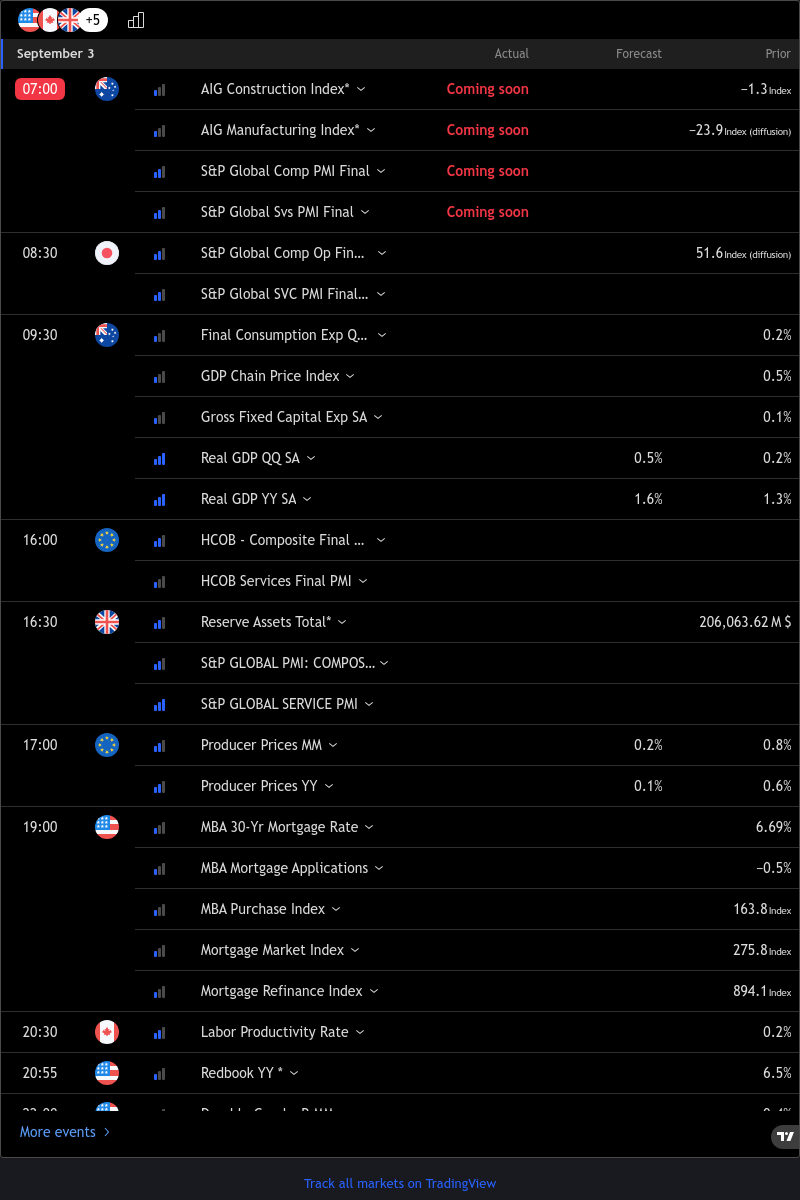 +5
September 3 Actual Forecast Prior
07:00 AIG Construction Index* Coming soon −1.3 Index
AIG Manufacturing Index* Coming soon −23.9 Index (diffusion)
S&P Global Comp PMI Final Coming soon
S&P Global Svs PMI Final Coming soon
08:30 S&P Global Comp Op Fin... 51.6 Index (diffusion)
S&P Global SVC PMI Final...
09:30 Final Consumption Exp Q... 0.2%
GDP Chain Price Index 0.5%
Gross Fixed Capital Exp SA 0.1%
Real GDP QQ SA 0.5% 0.2%
Real GDP YY SA 1.6% 1.3%
16:00 HCOB - Composite Final ...
HCOB Services Final PMI
16:30 Reserve Assets Total* 206,063.62 M $
S&P GLOBAL PMI: COMPOS...
S&P GLOBAL SERVICE PMI
17:00 Producer Prices MM 0.2% 0.8%
Producer Prices YY 0.1% 0.6%
19:00 MBA 30-Yr Mortgage Rate 6.69%
MBA Mortgage Applications −0.5%
MBA Purchase Index 163.8 Index
Mortgage Market Index 275.8 Index
Mortgage Refinance Index 894.1 Index
20:30 Labor Productivity Rate 0.2%
20:55 Redbook YY * 6.5%
More events
Track all markets on TradingView